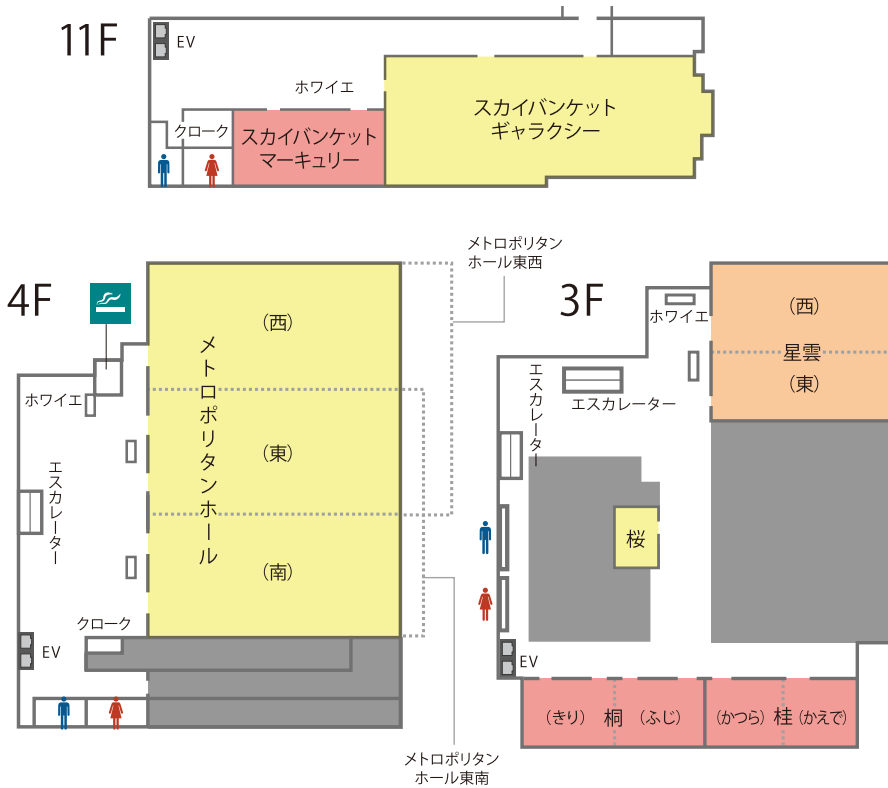 11F
EV
ホワイエ
クローク
スカイバンケット
マーキュリー
スカイバンケット
ギャラクシー
4F
ホワイエ
エスカレーター
クローク
EV
メトロポリタンホール
(西)
(東)
(南)
メトロポリタン
ホール東西
メトロポリタン
ホール東南
3F
ホワイエ
エスカレーター
エスカレーター
(西)
星雲
(東)
桜
EV
(きり) 桐 (ふじ)
(かつら) 桂 (かえで)